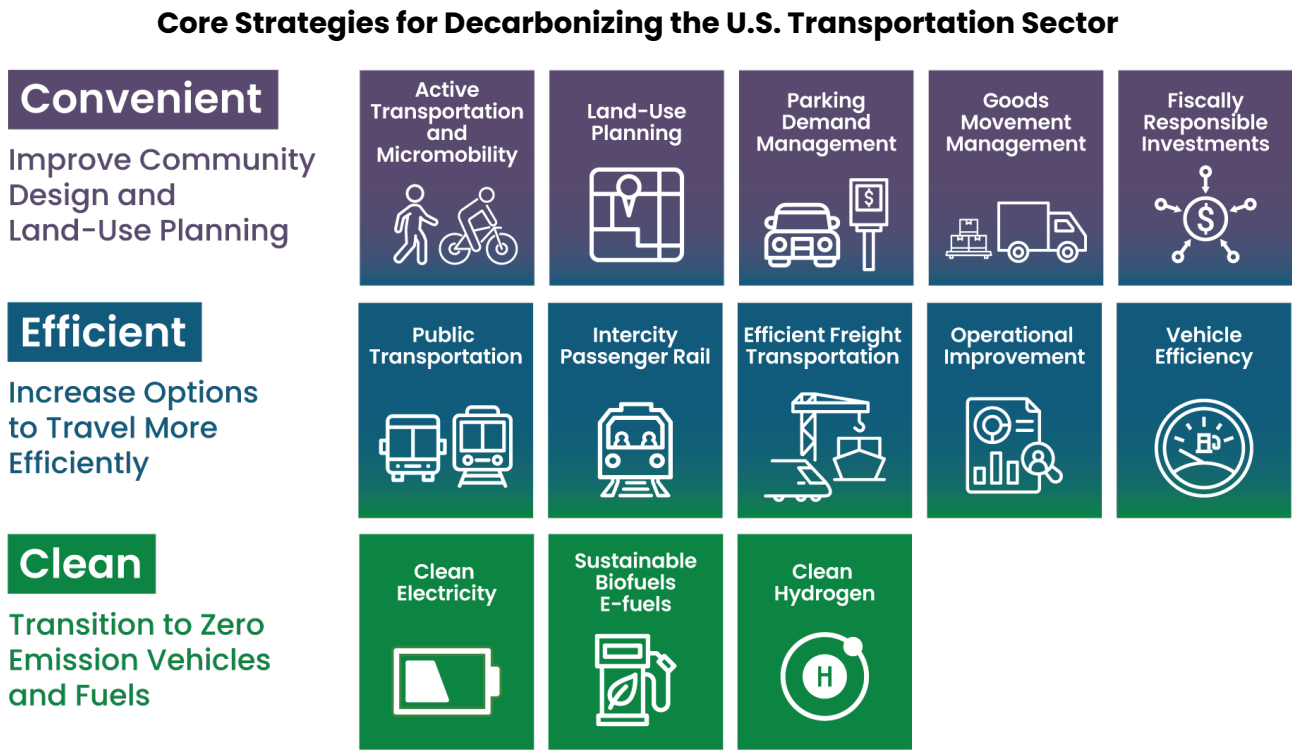 Core Strategies for Decarbonizing the U.S. Transportation Sector
Convenient
Improve Community
Design and
Land-Use Planning
Active
Transportation
and
Micromobility
Land-Use
Planning
Parking
Demand
Management
$
Goods
Movement
Management
Fiscally
Responsible
Investments
$
Efficient
Increase Options
to Travel More
Efficiently
Public
Transportation
Intercity
Passenger Rail
Efficient Freight
Transportation
Operational
Improvement
Vehicle
Efficiency
Clean
Transition to Zero
Emission Vehicles
and Fuels
Clean
Electricity
Sustainable
Biofuels
E-fuels
Clean
Hydrogen
H